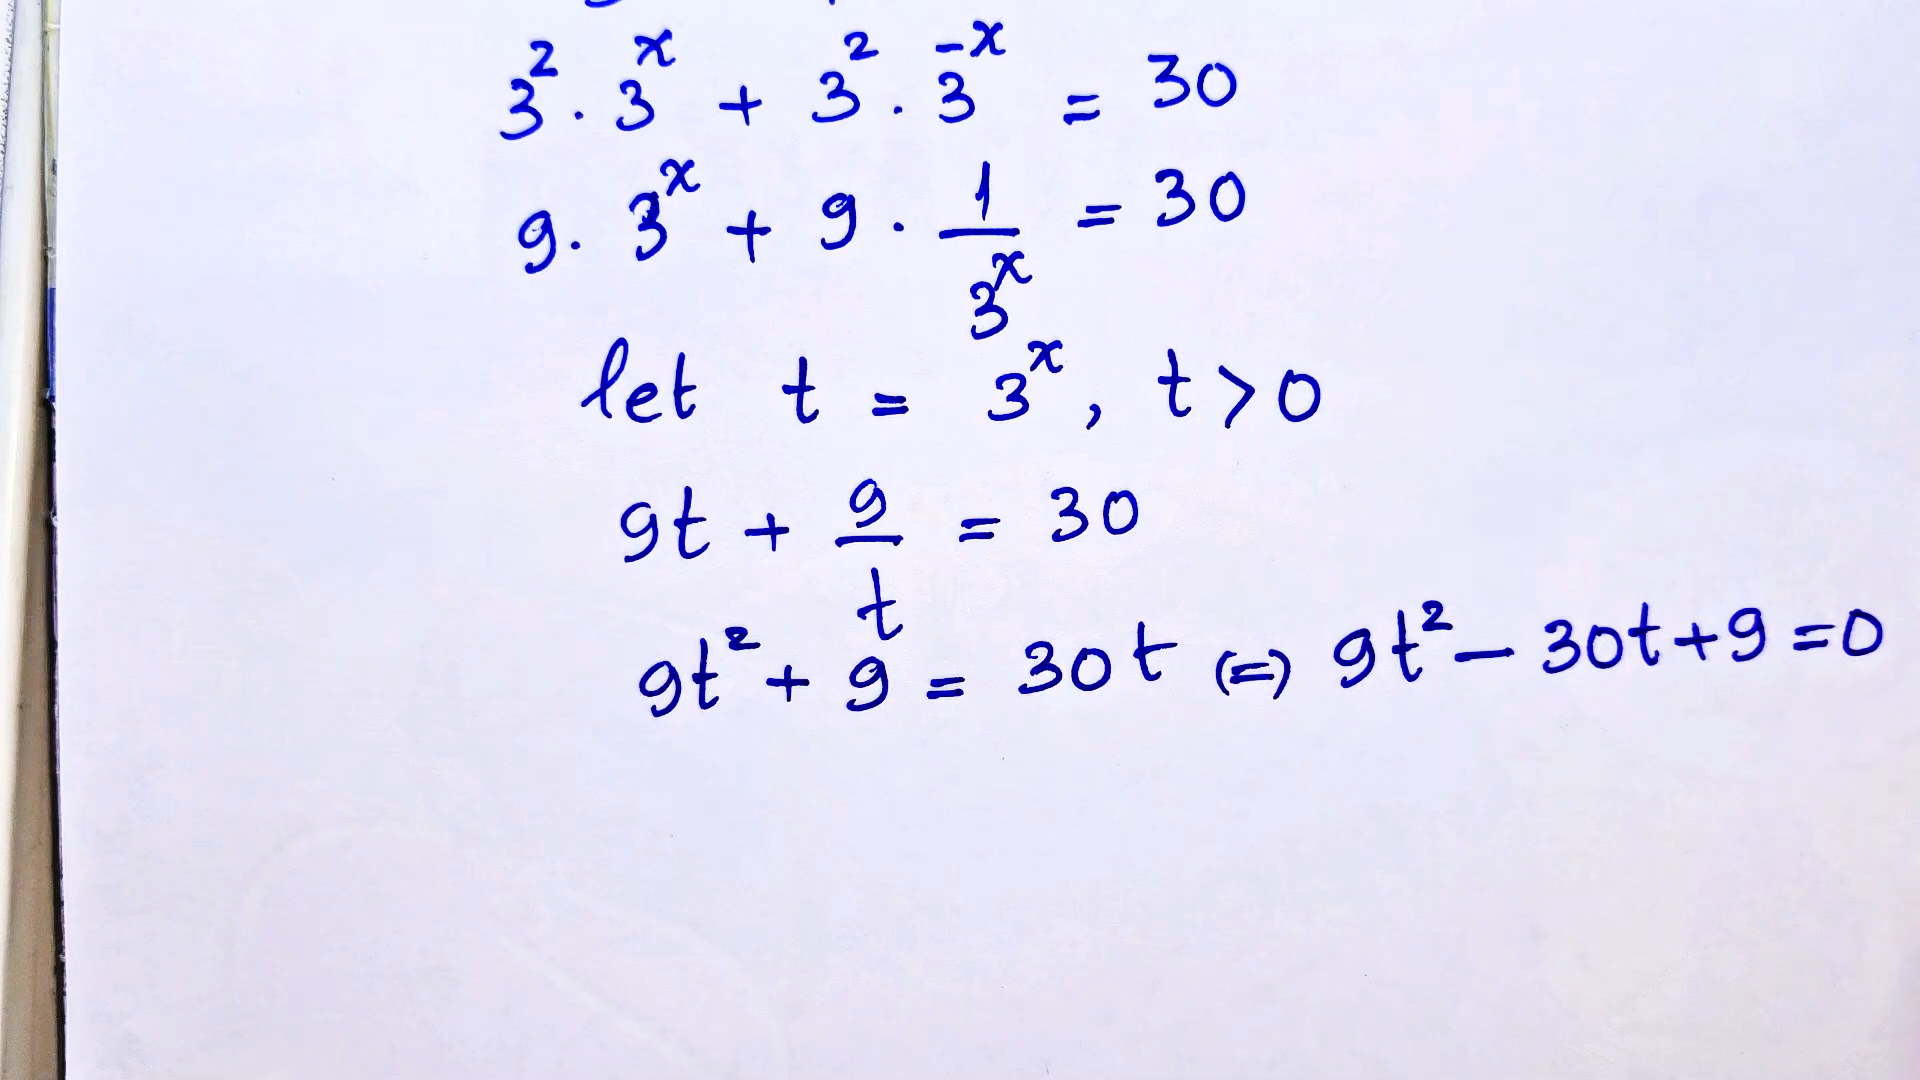 3² · 3ˣ + 3² · 3⁻ˣ = 30
9 · 3ˣ + 9 · 1/3ˣ = 30
let t = 3ˣ, t > 0
9t + 9/t = 30
9t² + 9 = 30t (=) 9t² − 30t + 9 = 0